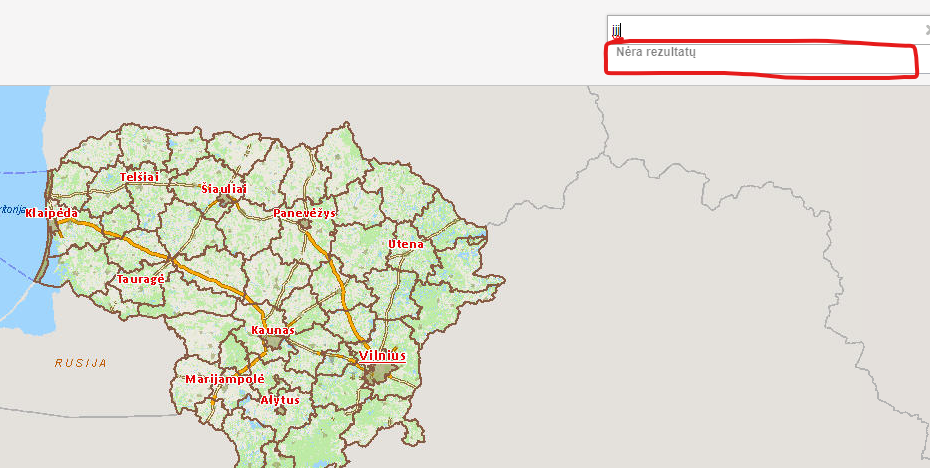 jjj
Nėra rezultatų
Telšiai
Šiauliai
Klaipėda
Panevėžys
Utena
Tauragė
Kaunas
Vilnius
RUSIJA
Marijampolė
Alytus